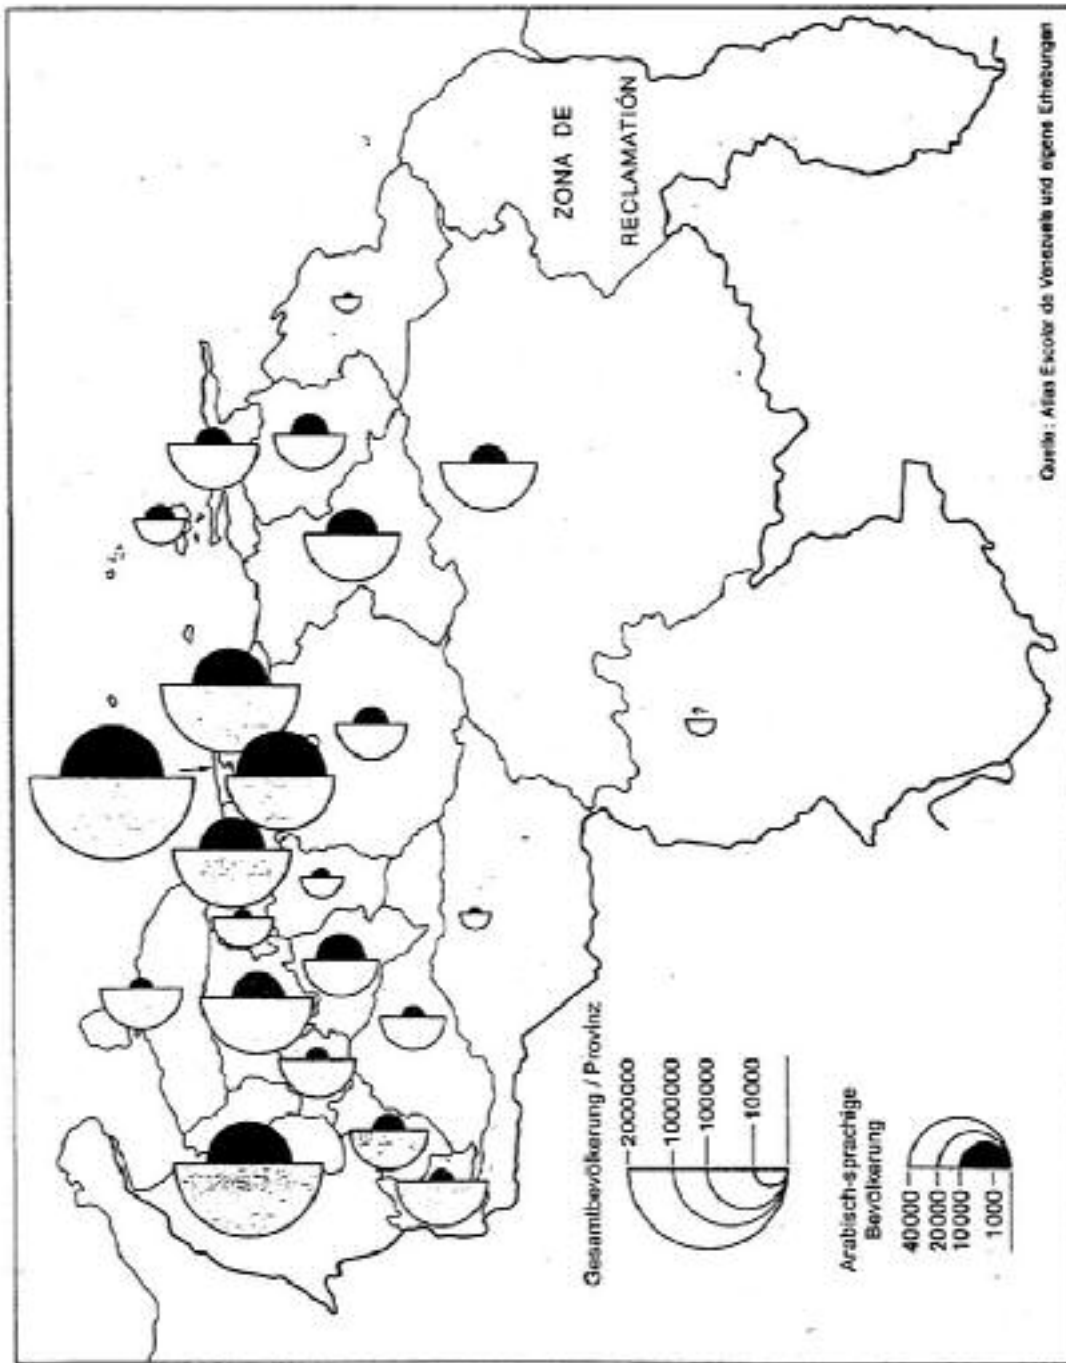 ZONA DE
RECLAMATIÓN
?
Gesamtbevölkerung / Provinz
2000000
1000000
100000
10000
Arabisch-sprachige
Bevölkerung
40000
20000
10000
1000
Quelle: Atlas Escolar de Venezuela und eigene Erhebungen